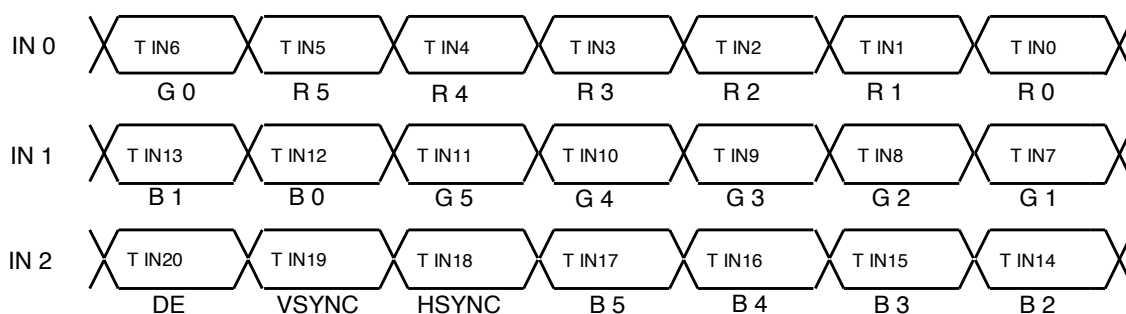 IN 0 T IN6 T IN5 T IN4 T IN3 T IN2 T IN1 T IN0
G 0 R 5 R 4 R 3 R 2 R 1 R 0
IN 1 T IN13 T IN12 T IN11 T IN10 T IN9 T IN8 T IN7
B 1 B 0 G 5 G 4 G 3 G 2 G 1
IN 2 T IN20 T IN19 T IN18 T IN17 T IN16 T IN15 T IN14
DE VSYNC HSYNC B 5 B 4 B 3 B 2